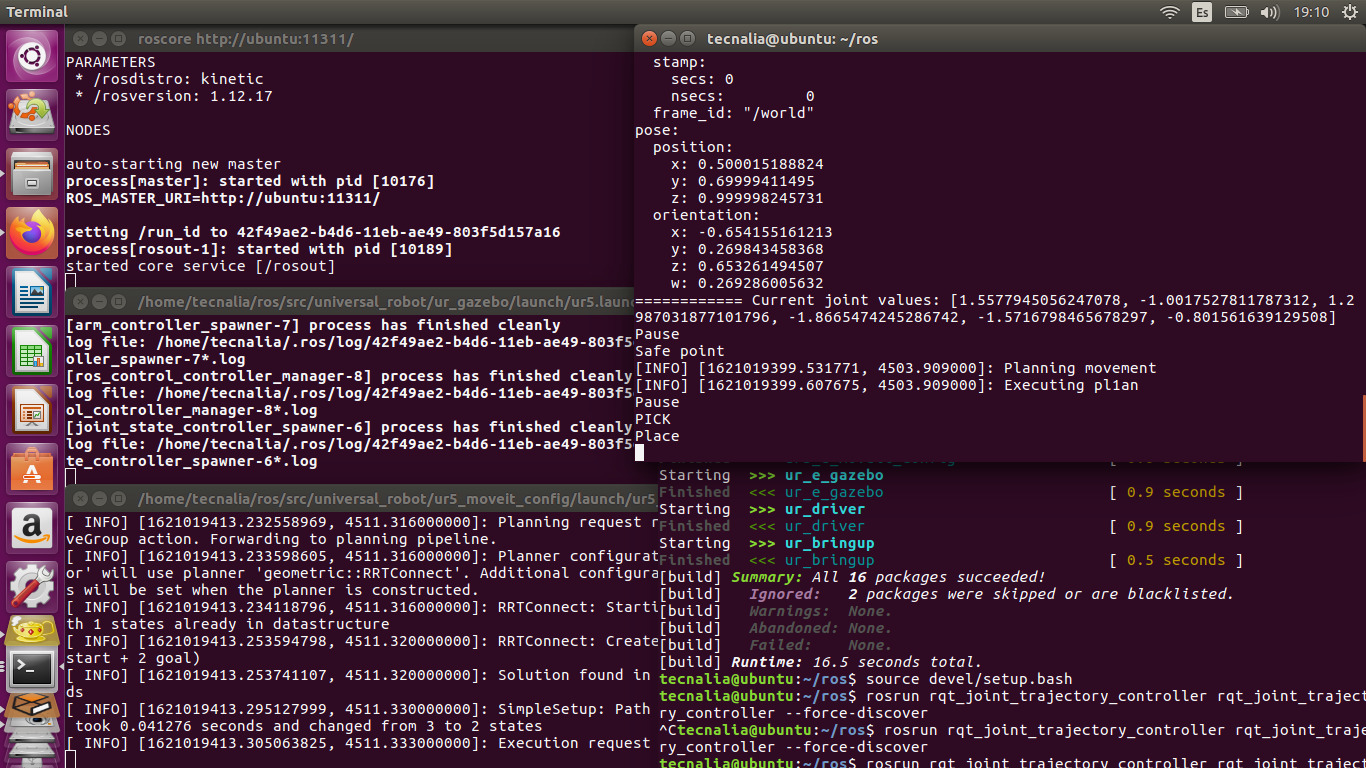 Terminal
Es
19:10
roscore http://ubuntu:11311/
PARAMETERS
* /rosdistro: kinetic
* /rosversion: 1.12.17
NODES
auto-starting new master
process[master]: started with pid [10176]
ROS_MASTER_URI=http://ubuntu:11311/
setting /run_id to 42f49ae2-b4d6-11eb-ae49-803f5d157a16
process[rosout-1]: started with pid [10189]
started core service [/rosout]
/home/tecnalia/ros/src/universal_robot/ur_gazebo/launch/ur5.laun
[arm_controller_spawner-7] process has finished cleanly
log file: /home/tecnalia/.ros/log/42f49ae2-b4d6-11eb-ae49-803f5
oller_spawner-7*.log
[ros_control_controller_manager-8] process has finished cleanly
log file: /home/tecnalia/.ros/log/42f49ae2-b4d6-11eb-ae49-803f5
ol_controller_manager-8*.log
[joint_state_controller_spawner-6] process has finished cleanly
log file: /home/tecnalia/.ros/log/42f49ae2-b4d6-11eb-ae49-803f5
te_controller_spawner-6*.log
/home/tecnalia/ros/src/universal_robot/ur5_moveit_config/launch/ur5_
[ INFO] [1621019413.232558969, 4511.316000000]: Planning request r
veGroup action. Forwarding to planning pipeline.
[ INFO] [1621019413.233598605, 4511.316000000]: Planner configurat
or' will use planner 'geometric::RRTConnect'. Additional configura
s will be set when the planner is constructed.
[ INFO] [1621019413.234118796, 4511.316000000]: RRTConnect: Starti
th 1 states already in datastructure
[ INFO] [1621019413.253594798, 4511.320000000]: RRTConnect: Create
start + 2 goal)
[ INFO] [1621019413.253741107, 4511.320000000]: Solution found in
ds
[ INFO] [1621019413.295127999, 4511.330000000]: SimpleSetup: Path
took 0.041276 seconds and changed from 3 to 2 states
[ INFO] [1621019413.305063825, 4511.333000000]: Execution request
tecnalia@ubuntu: ~/ros
stamp:
secs: 0
nsecs: 0
frame_id: "/world"
pose:
position:
x: 0.500015188824
y: 0.69999411495
z: 0.999998245731
orientation:
x: -0.654155161213
y: 0.269843458368
z: 0.653261494507
w: 0.269286005632
============ Current joint values: [1.5577945056247078, -1.0017527811787312, 1.2
987031877101796, -1.8665474245286742, -1.5716798465678297, -0.801561639129508]
Pause
Safe point
[INFO] [1621019399.531771, 4503.909000]: Planning movement
[INFO] [1621019399.607675, 4503.909000]: Executing pl1an
Pause
PICK
Place
Starting >>> ur_e_gazebo
Finished <<< ur_e_gazebo [ 0.9 seconds ]
Starting >>> ur_driver
Finished <<< ur_driver [ 0.9 seconds ]
Starting >>> ur_bringup
Finished <<< ur_bringup [ 0.5 seconds ]
[build] Summary: All 16 packages succeeded!
[build] Ignored: 2 packages were skipped or are blacklisted.
[build] Warnings: None.
[build] Abandoned: None.
[build] Failed: None.
[build] Runtime: 16.5 seconds total.
tecnalia@ubuntu:~/ros$ source devel/setup.bash
tecnalia@ubuntu:~/ros$ rosrun rqt_joint_trajectory_controller rqt_joint_traject
ry_controller --force-discover
^Ctecnalia@ubuntu:~/ros$ rosrun rqt_joint_trajectory_controller rqt_joint_traje
ry_controller --force-discover
tecnalia@ubuntu:~/ros$ rosrun rqt_joint_trajectory_controller rqt_joint_traject